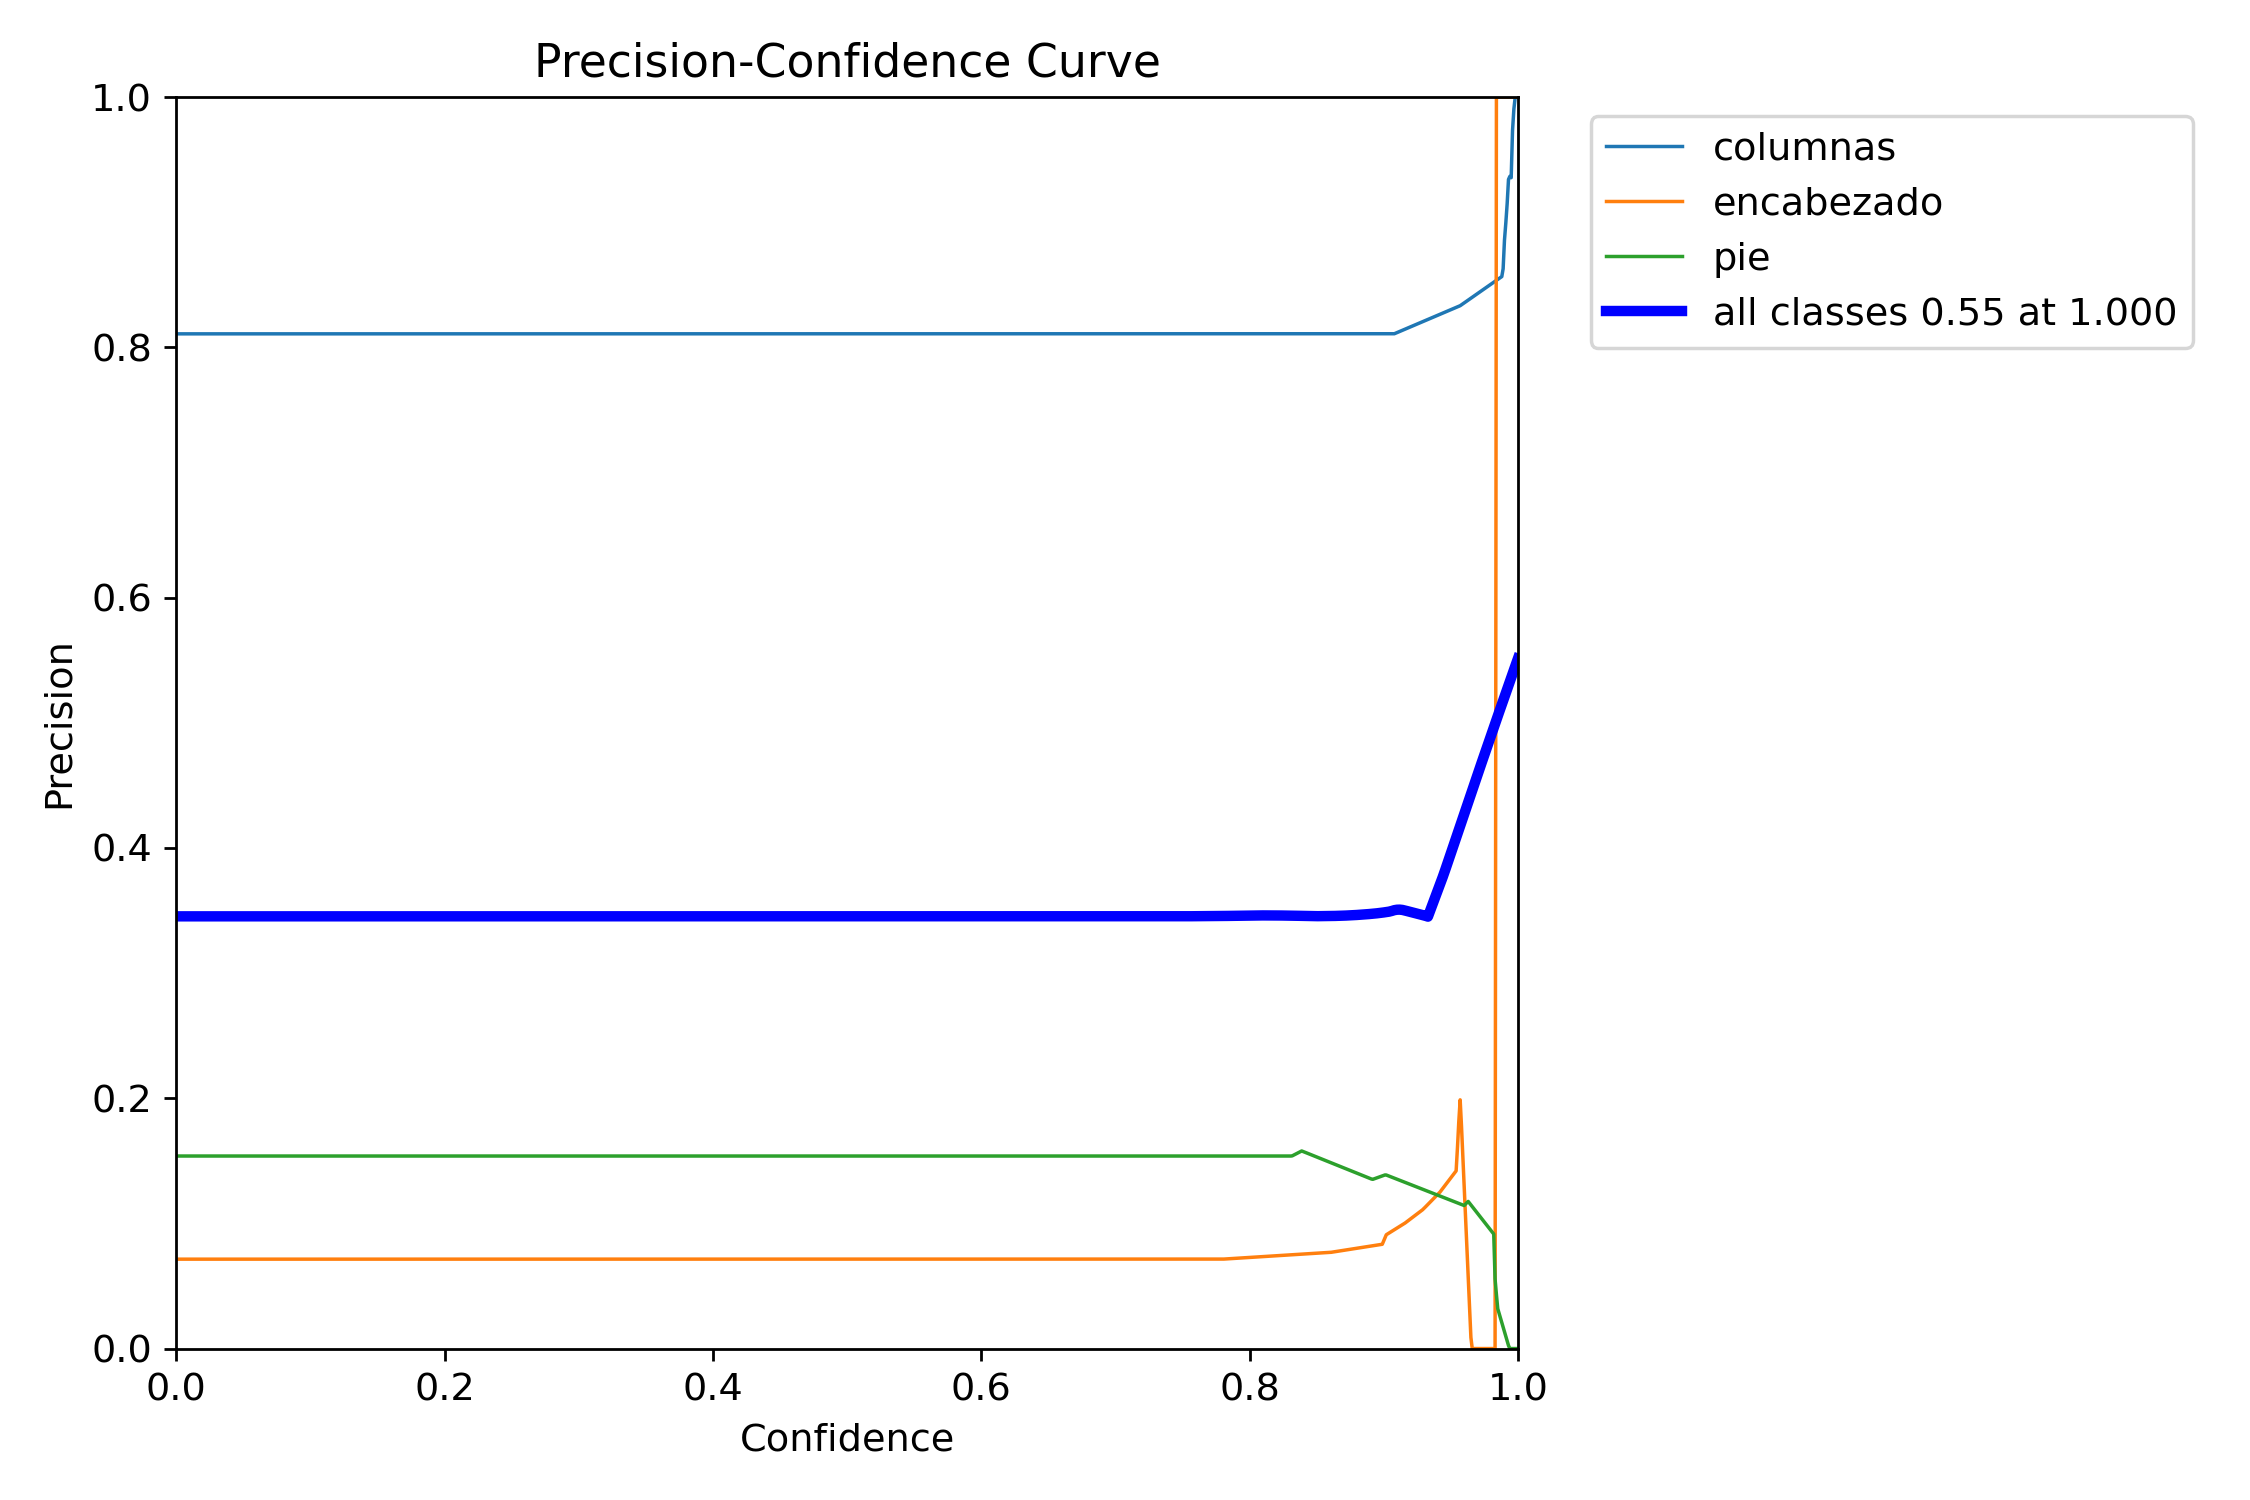 Precision-Confidence Curve
1.0
0.8
0.6
0.4
0.2
0.0
Precision
0.0 0.2 0.4 0.6 0.8 1.0
Confidence
columnas
encabezado
pie
all classes 0.55 at 1.000